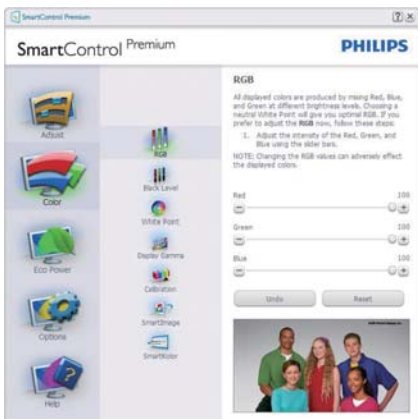 SmartControl Premium
SmartControl Premium
PHILIPS
Adjust
Color
Eco Power
Options
Help
RGB
Black Level
White Point
Display Gamma
Calibration
SmartImage
SmartKolor
RGB
All displayed colors are produced by mixing Red, Blue,
and Green at different brightness levels. Choosing a
neutral White Point will give you optimal RGB. If you
prefer to adjust the RGB now, follow these steps:
1. Adjust the intensity of the Red, Green, and
Blue using the slider bars.
NOTE: Changing the RGB values can adversely effect
the displayed colors.
Red 100
Green 100
Blue 100
Undo Reset